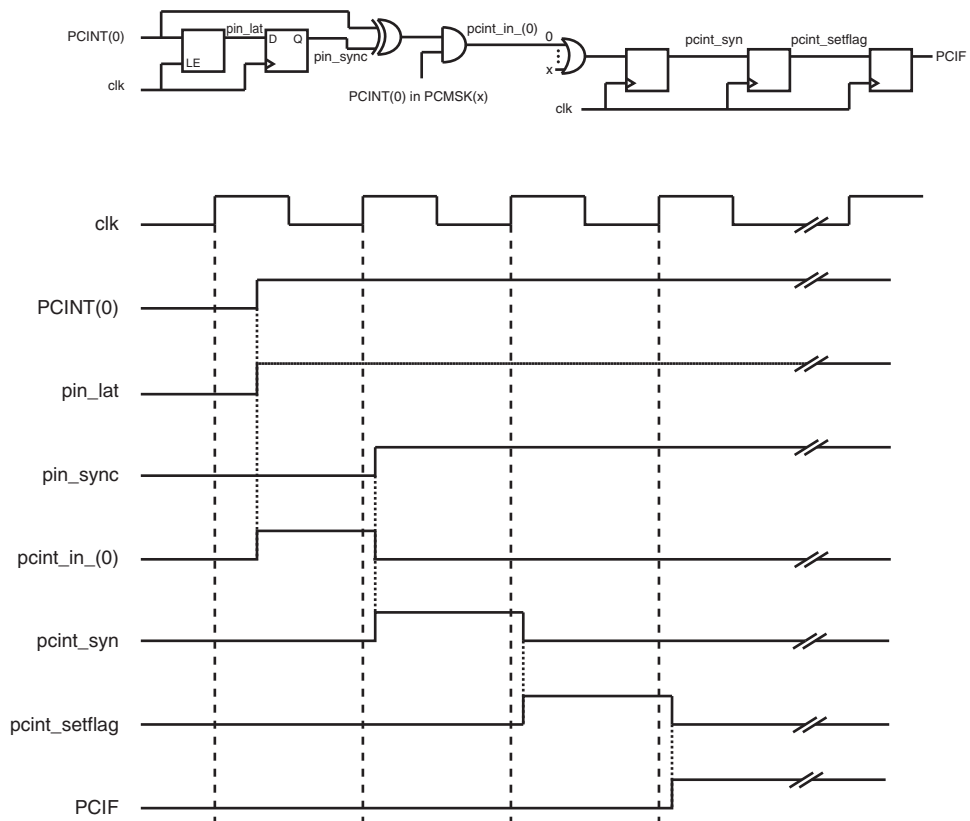 PCINT(0)
LE
pin_lat
D Q
pin_sync
clk
PCINT(0) in PCMSK(x)
pcint_in_(0)
0
x
clk
pcint_syn
pcint_setflag
PCIF
clk
PCINT(0)
pin_lat
pin_sync
pcint_in_(0)
pcint_syn
pcint_setflag
PCIF